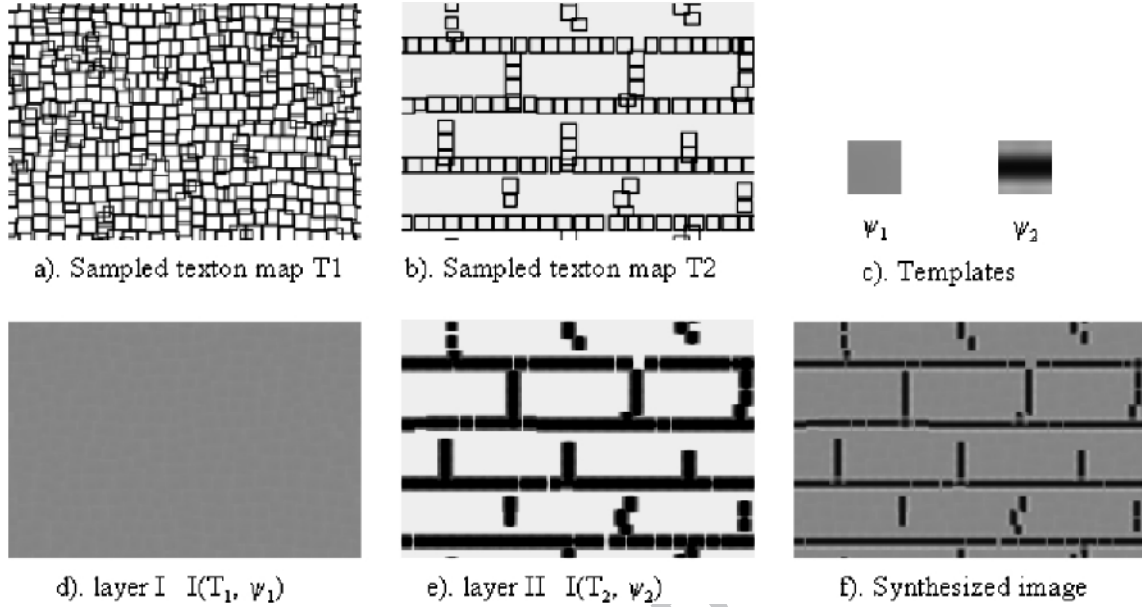 ψ₁ ψ₂
a). Sampled texton map T1
b). Sampled texton map T2
c). Templates
d). layer I I(T₁, ψ₁)
e). layer II I(T₂, ψ₂)
f). Synthesized image